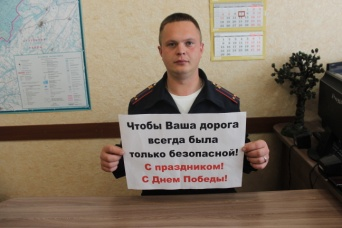 Чтобы Ваша дорога
всегда была
только безопасной!
С праздником!
С Днем Победы!